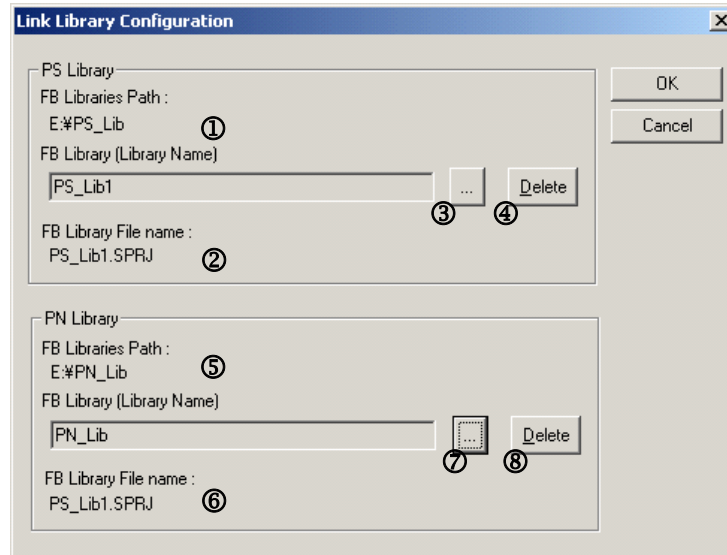 Link Library Configuration
PS Library
FB Libraries Path :
E:¥PS_Lib
①
FB Library (Library Name)
PS_Lib1
...
Delete
③
④
FB Library File name :
PS_Lib1.SPRJ
②
OK
Cancel
PN Library
FB Libraries Path :
E:¥PN_Lib
⑤
FB Library (Library Name)
PN_Lib
...
Delete
⑦
⑧
FB Library File name :
PS_Lib1.SPRJ
⑥